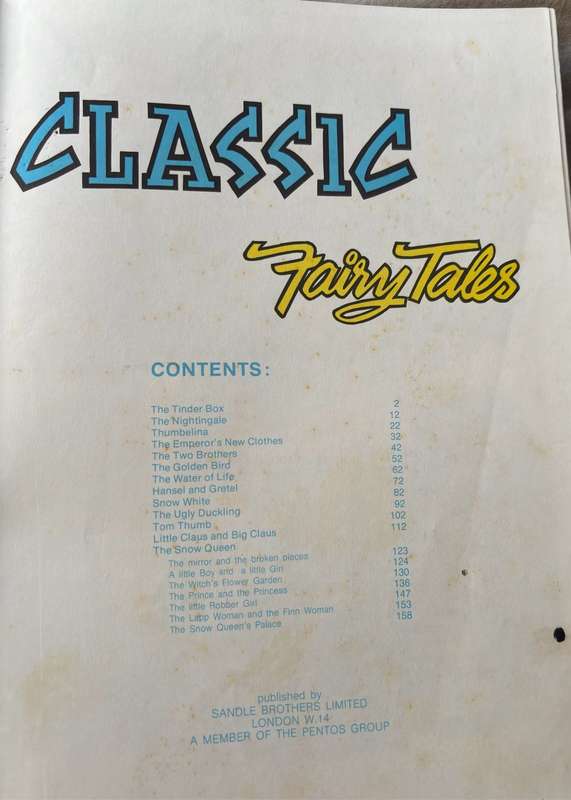 CLASSIC
Fairy Tales
CONTENTS:
The Tinder Box 2
The Nightingale 12
Thumbelina 22
The Emperor's New Clothes 32
The Two Brothers 42
The Golden Bird 52
The Water of Life 62
Hansel and Gretel 72
Snow White 82
The Ugly Duckling 92
Tom Thumb 102
Little Claus and Big Claus 112
The Snow Queen
The mirror and the broken pieces 123
A little Boy and a little Girl 124
The Witch's Flower Garden 130
The Prince and the Princess 136
The little Robber Girl 147
The Lapp Woman and the Finn Woman 153
The Snow Queen's Palace 158
published by
SANDLE BROTHERS LIMITED
LONDON W.14
A MEMBER OF THE PENTOS GROUP